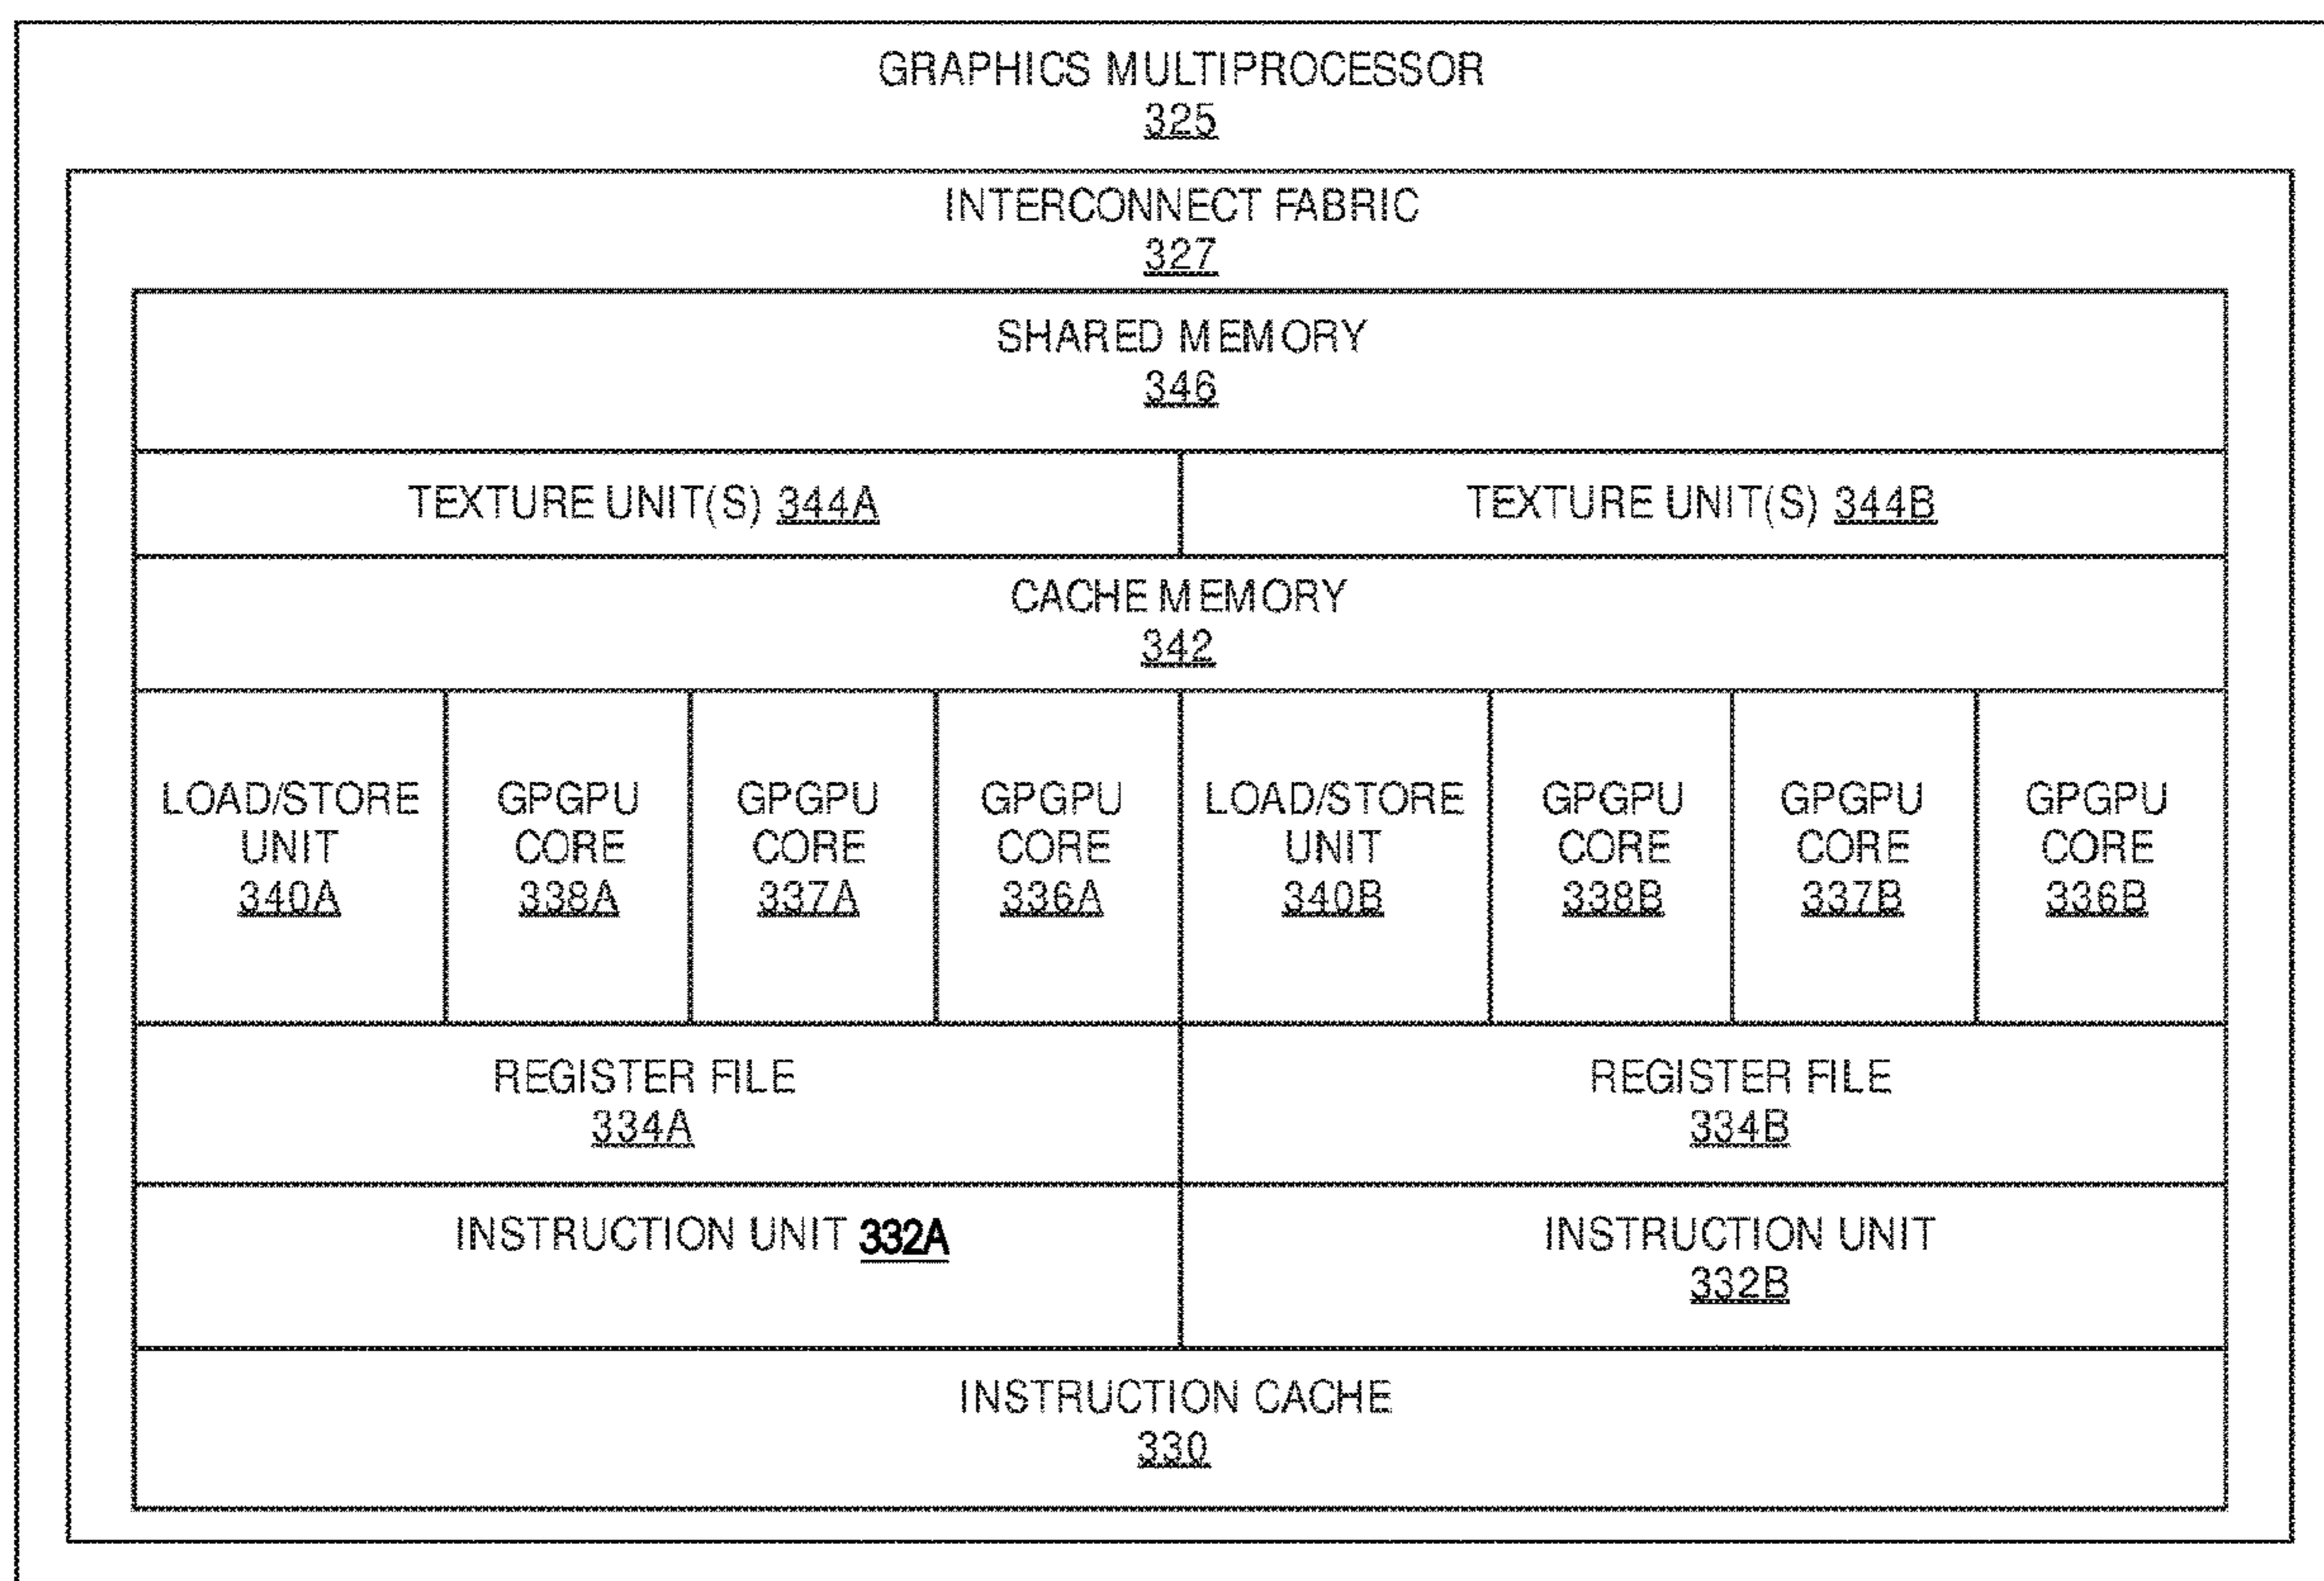 GRAPHICS MULTIPROCESSOR
325
INTERCONNECT FABRIC
327
SHARED MEMORY
346
TEXTURE UNIT(S) 344A
TEXTURE UNIT(S) 344B
CACHE MEMORY
342
LOAD/STORE
UNIT
340A
GPGPU
CORE
338A
GPGPU
CORE
337A
GPGPU
CORE
336A
LOAD/STORE
UNIT
340B
GPGPU
CORE
338B
GPGPU
CORE
337B
GPGPU
CORE
336B
REGISTER FILE
334A
REGISTER FILE
334B
INSTRUCTION UNIT 332A
INSTRUCTION UNIT
332B
INSTRUCTION CACHE
330